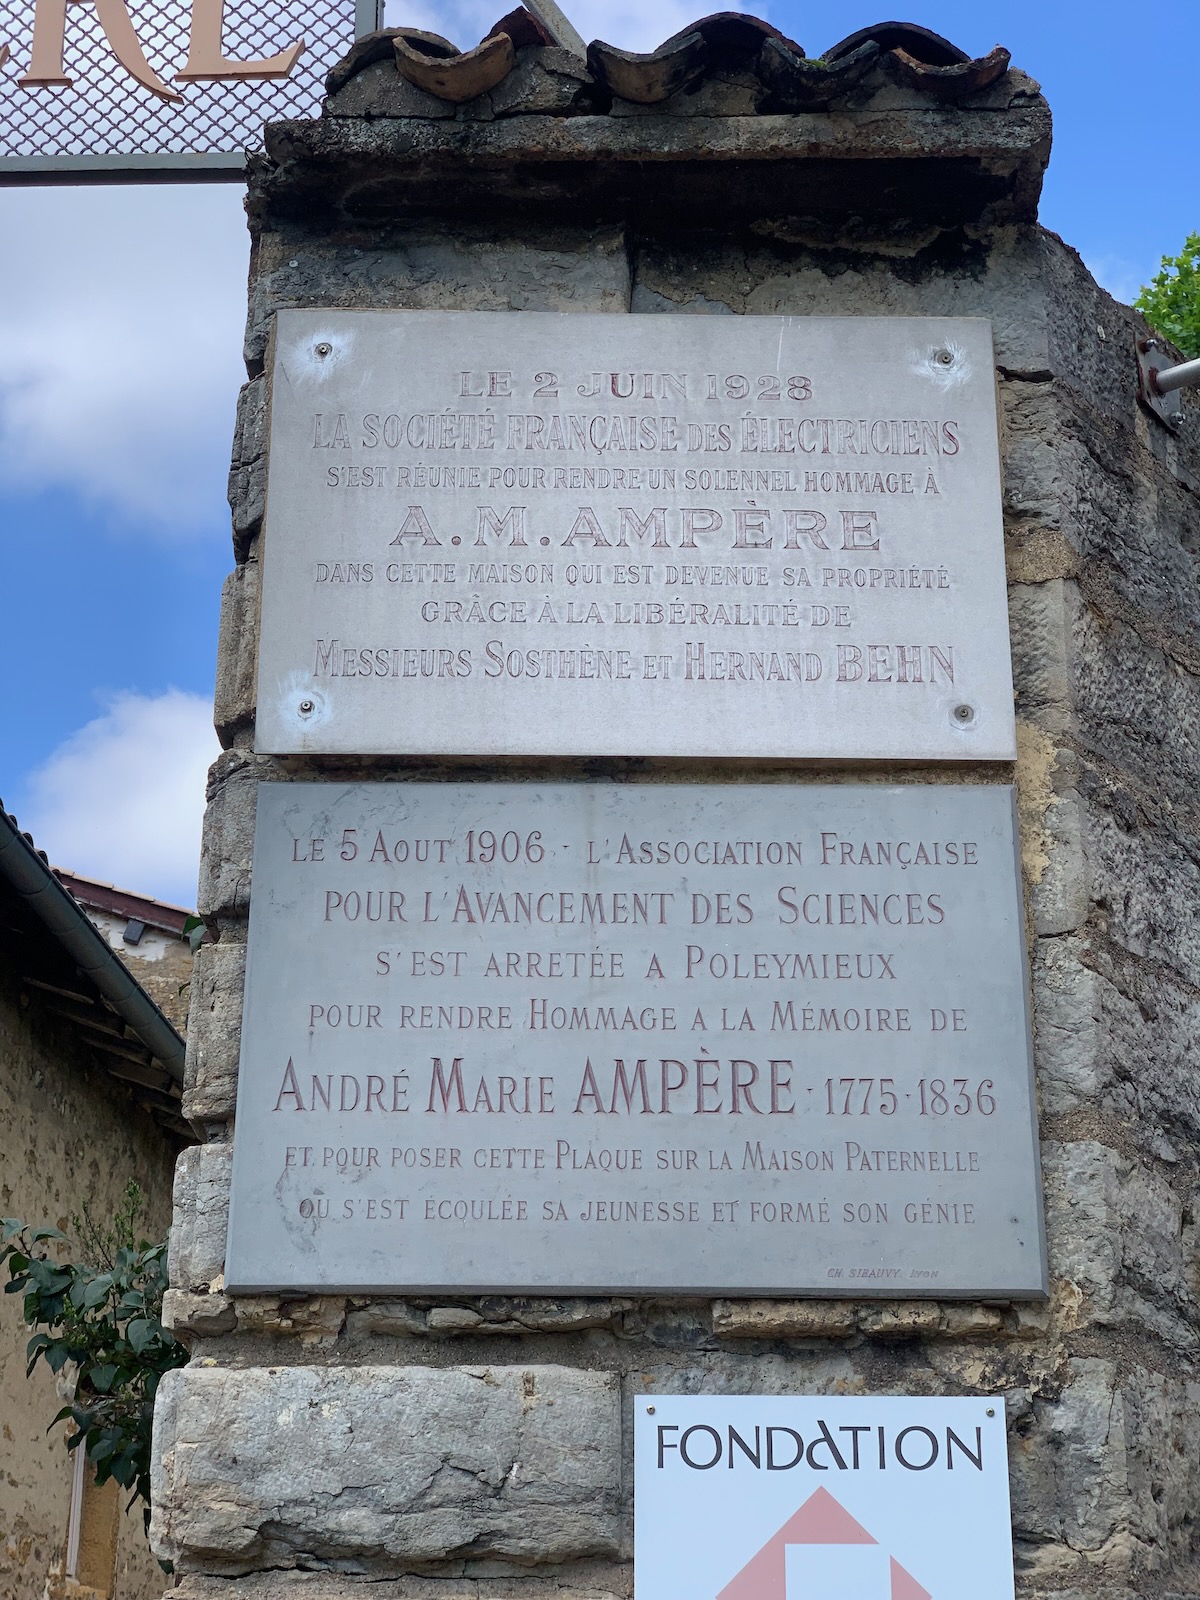 ERE
LE 2 JUIN 1928
LA SOCIÉTÉ FRANÇAISE DES ÉLECTRICIENS
S'EST RÉUNIE POUR RENDRE UN SOLENNEL HOMMAGE À
A.M. AMPÈRE
DANS CETTE MAISON QUI EST DEVENUE SA PROPRIÉTÉ
GRÂCE À LA LIBÉRALITÉ DE
MESSIEURS SOSTHÈNE ET HERNAND BEHN
LE 5 AOUT 1906 - L'ASSOCIATION FRANÇAISE
POUR L'AVANCEMENT DES SCIENCES
S'EST ARRETÉE A POLEYMIEUX
POUR RENDRE HOMMAGE A LA MÉMOIRE DE
ANDRÉ MARIE AMPÈRE · 1775 · 1836
ET POUR POSER CETTE PLAQUE SUR LA MAISON PATERNELLE
OU S'EST ÉCOULÉE SA JEUNESSE ET FORMÉ SON GÉNIE
CH. LYON
FONDATION